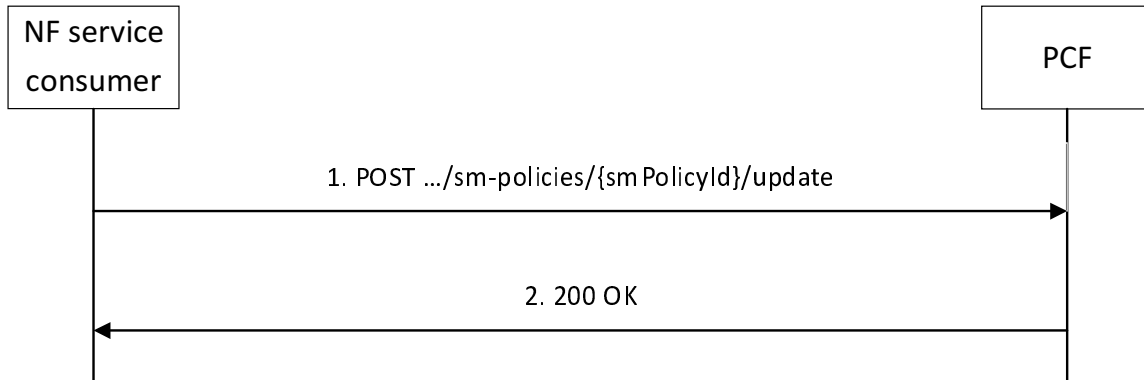 NF service
consumer
PCF
1. POST .../sm-policies/{smPolicyId}/update
2. 200 OK